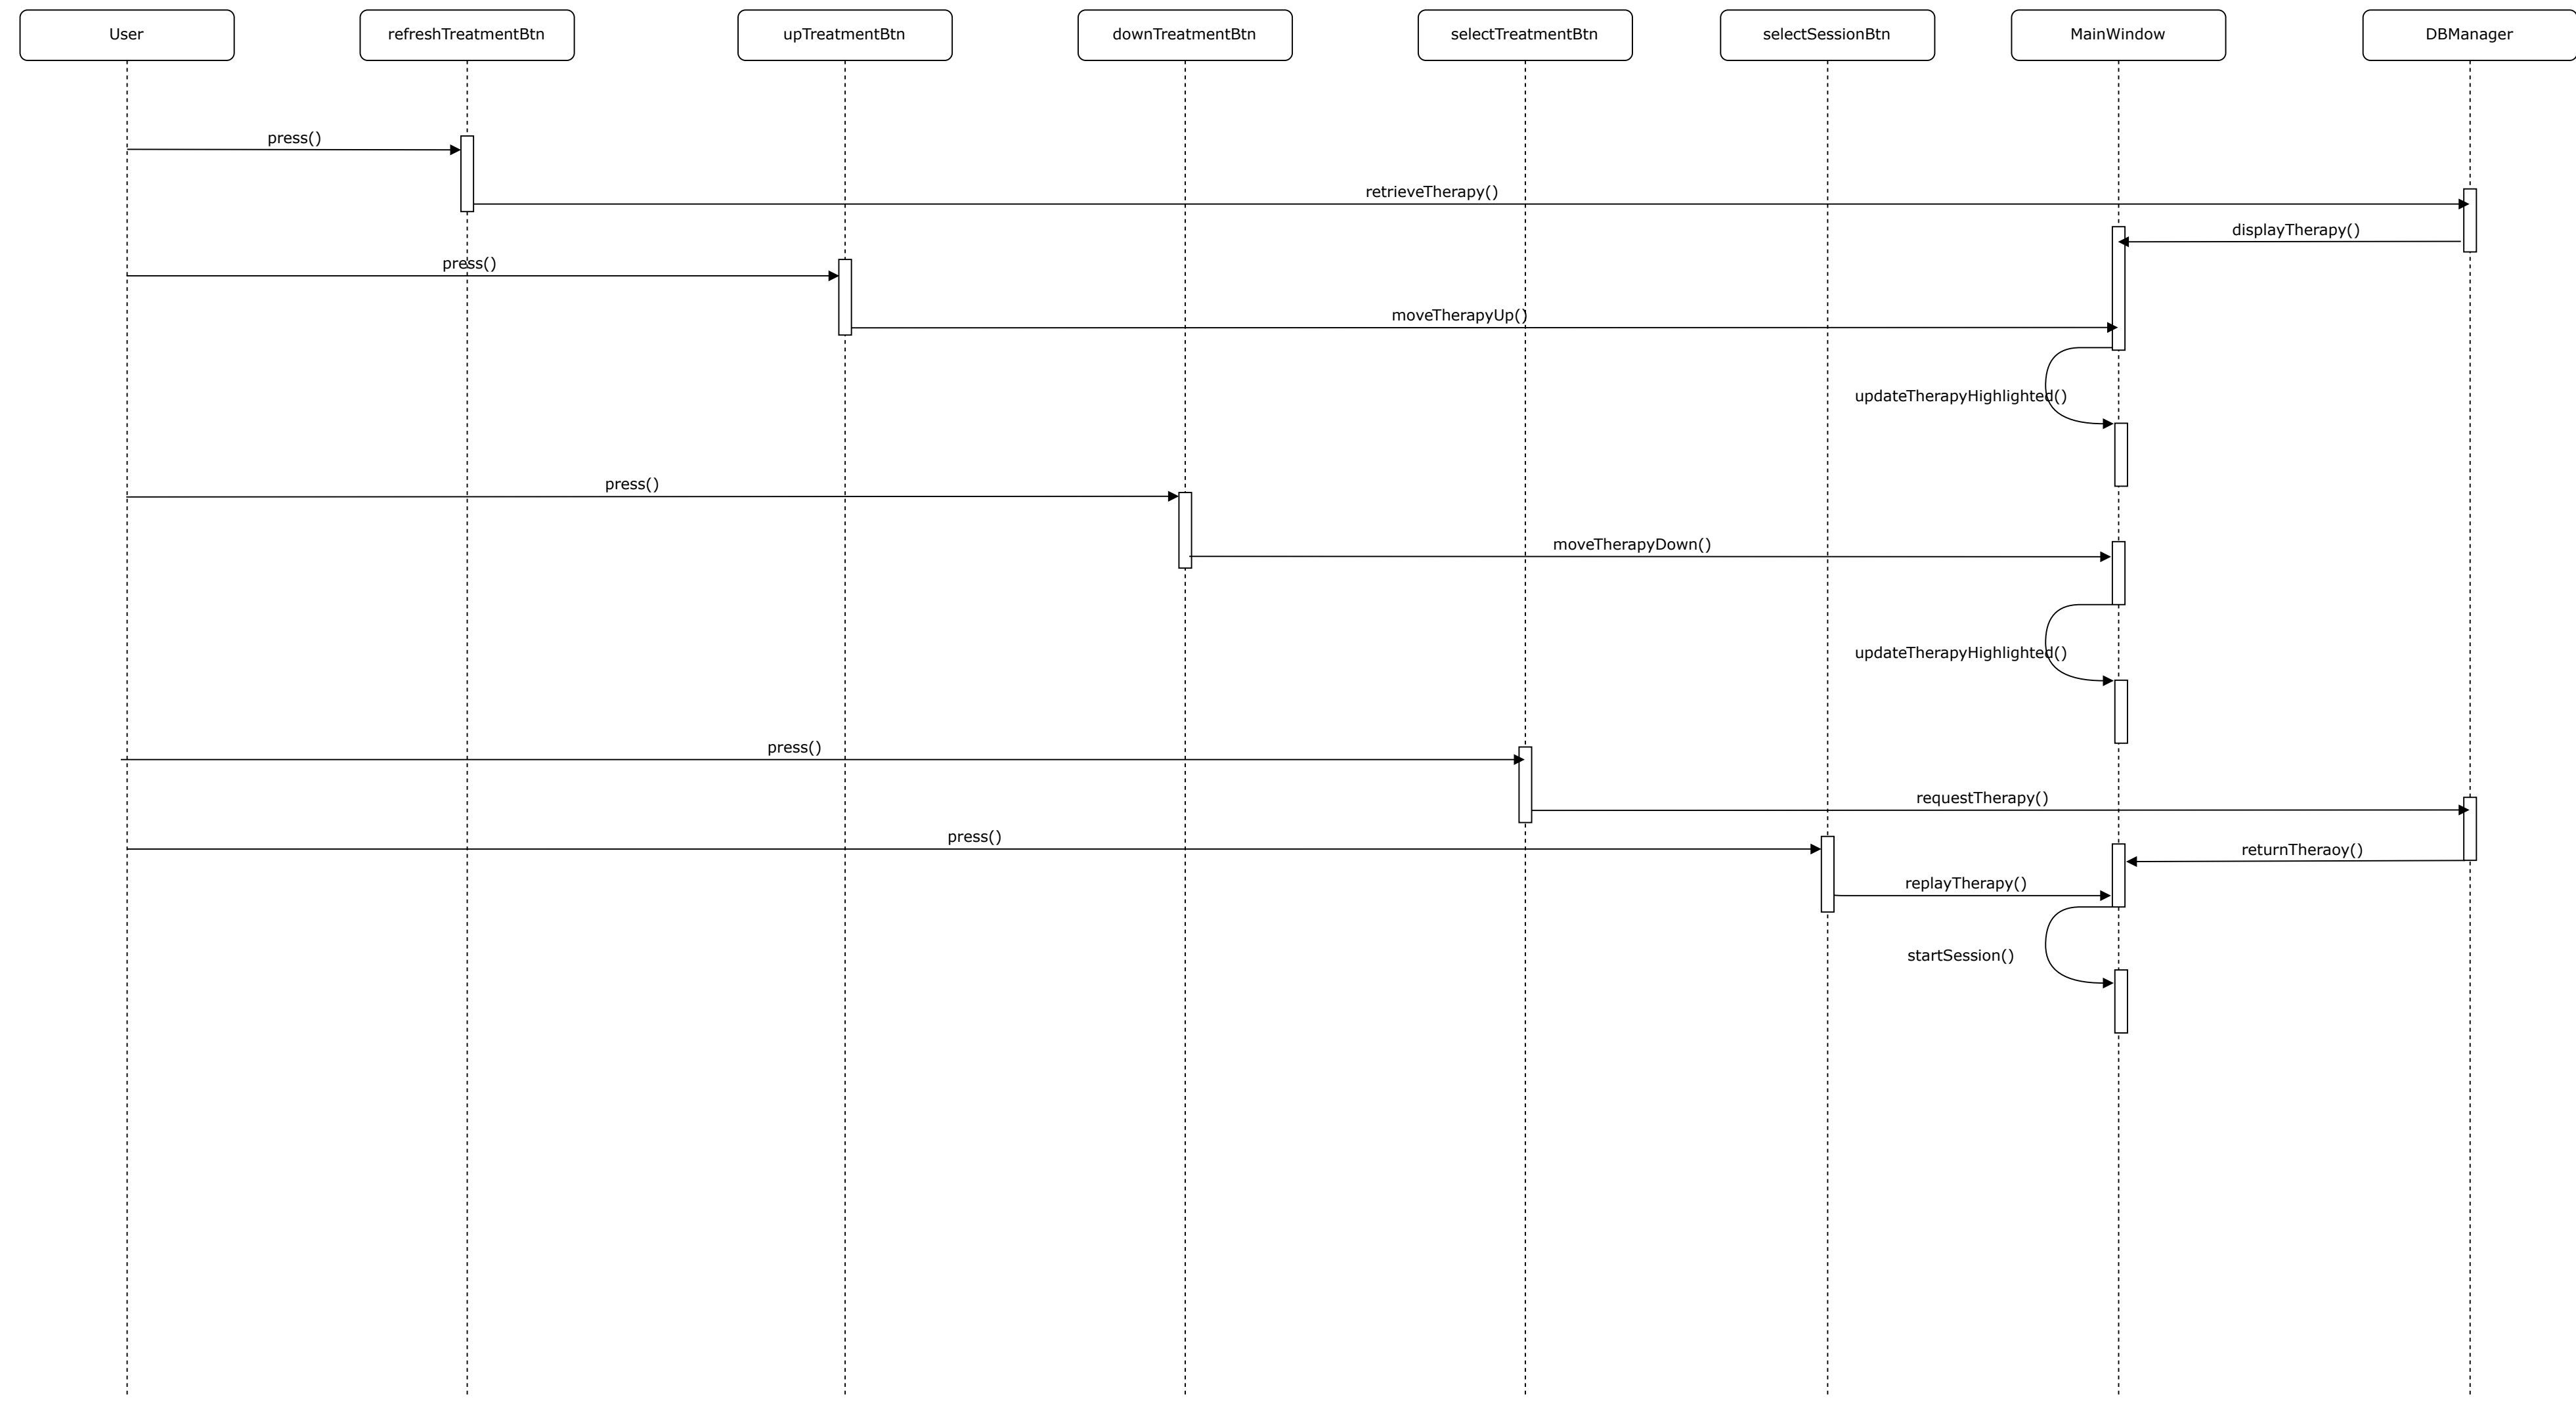 User
refreshTreatmentBtn
upTreatmentBtn
downTreatmentBtn
selectTreatmentBtn
selectSessionBtn
MainWindow
DBManager
press()
retrieveTherapy()
displayTherapy()
press()
moveTherapyUp()
updateTherapyHighlighted()
press()
moveTherapyDown()
updateTherapyHighlighted()
press()
requestTherapy()
press()
returnTheraoy()
replayTherapy()
startSession()